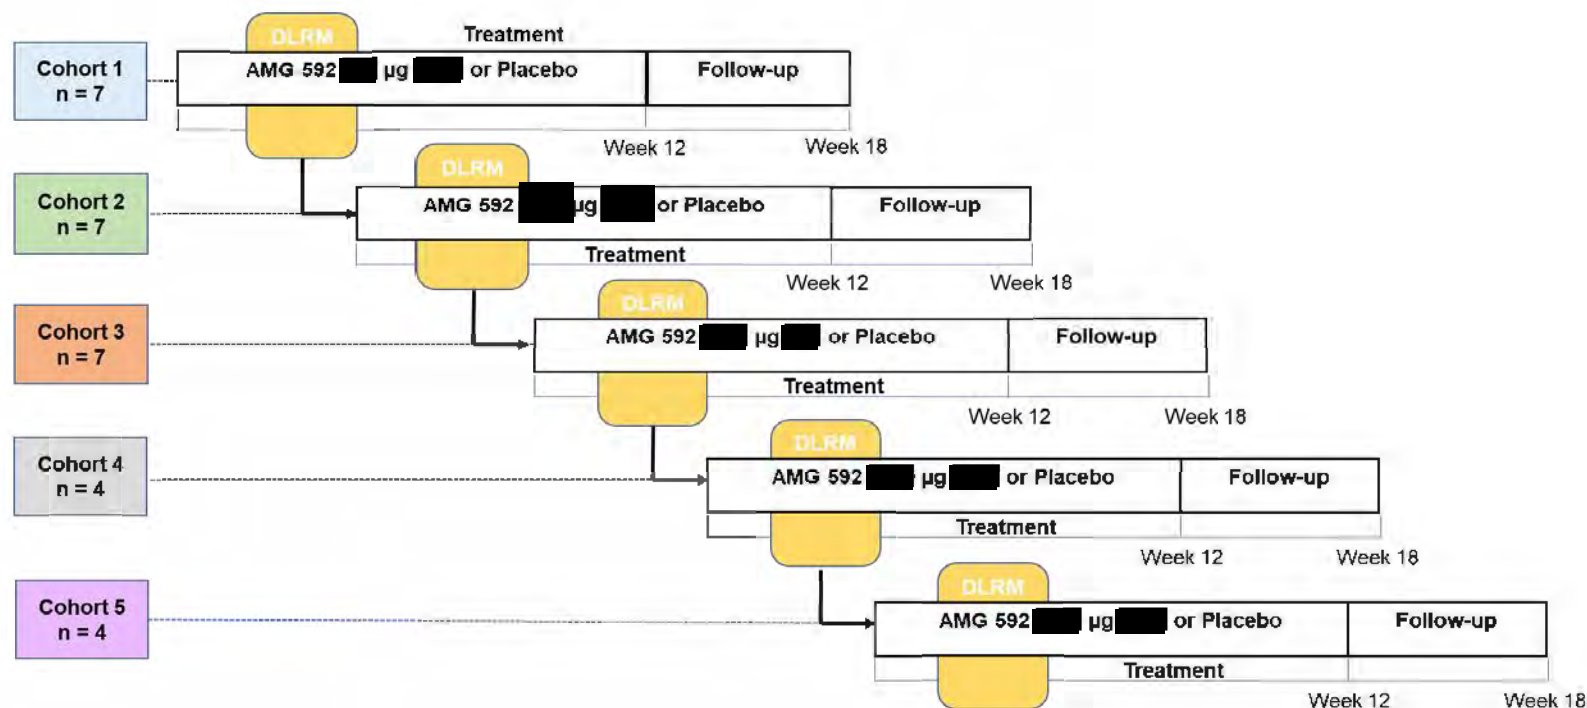 DLRM
Treatment
Cohort 1
n = 7
AMG 592 µg or Placebo
Follow-up
Week 12
Week 18
DLRM
Cohort 2
n = 7
AMG 592 µg or Placebo
Follow-up
Treatment
Week 12
Week 18
DLRM
Cohort 3
n = 7
AMG 592 µg or Placebo
Follow-up
Treatment
Week 12
Week 18
DLRM
Cohort 4
n = 4
AMG 592 µg or Placebo
Follow-up
Treatment
Week 12
Week 18
DLRM
Cohort 5
n = 4
AMG 592 µg or Placebo
Follow-up
Treatment
Week 12
Week 18